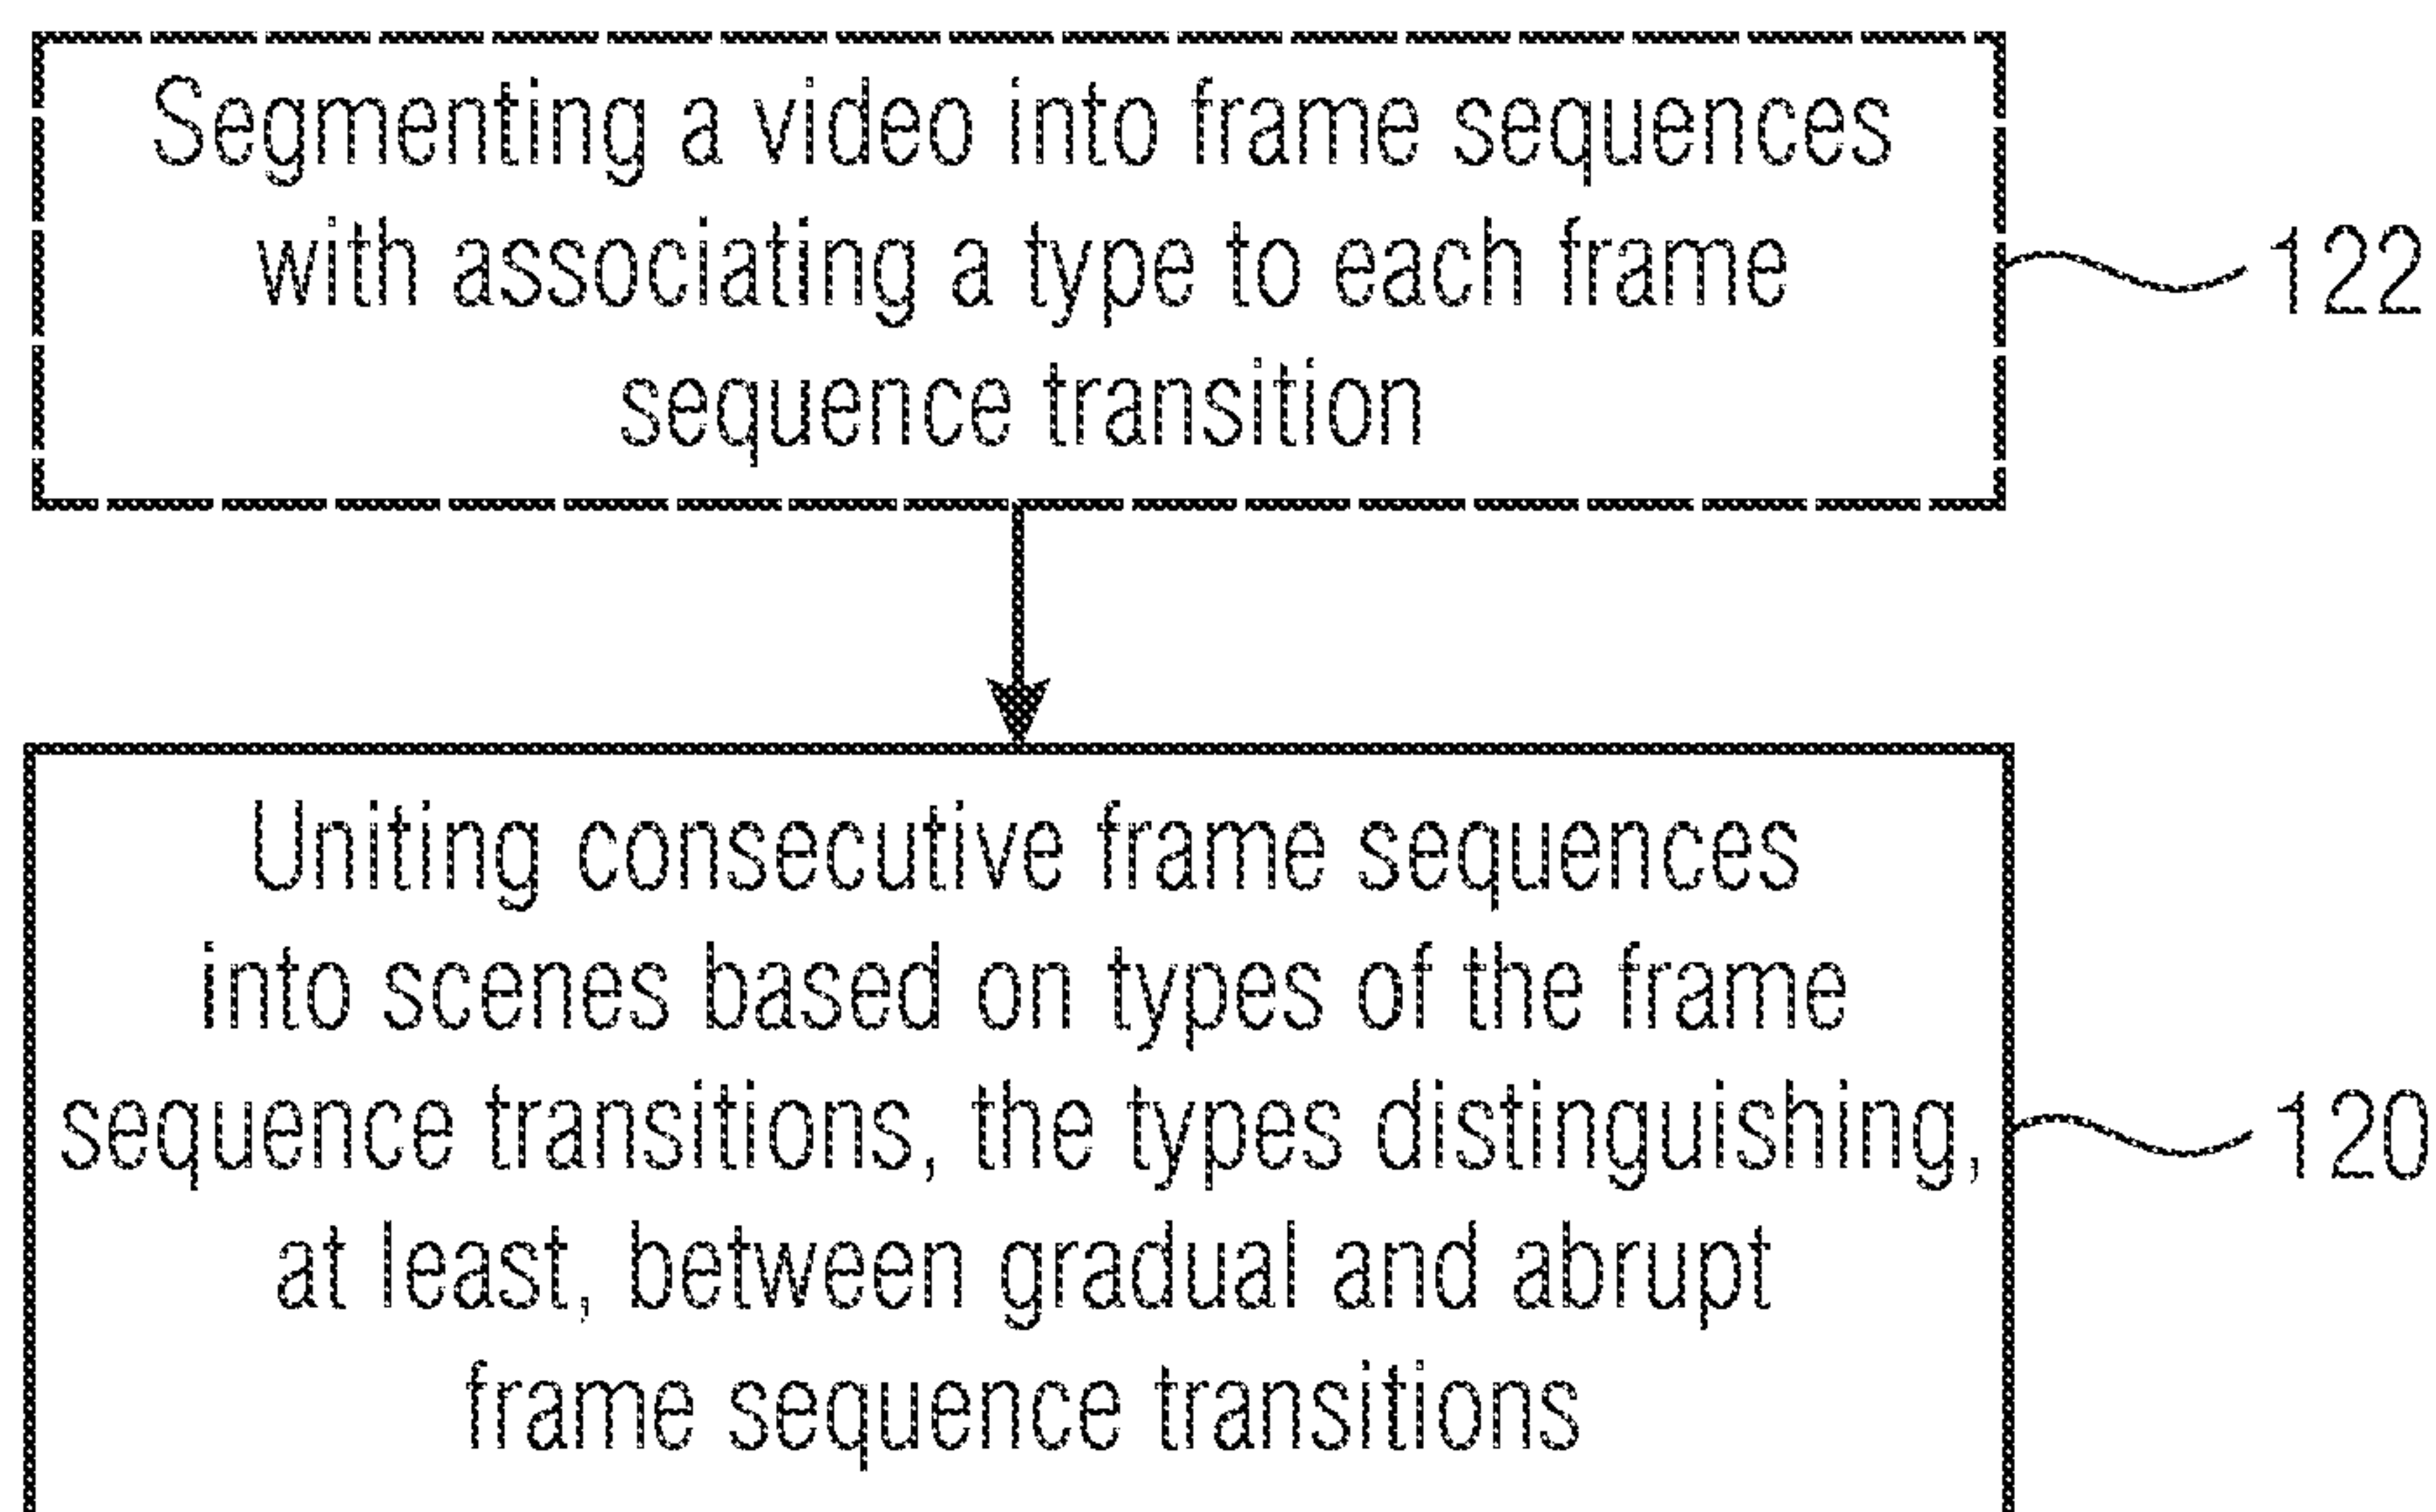 Segmenting a video into frame sequences
with associating a type to each frame
sequence transition
122
Uniting consecutive frame sequences
into scenes based on types of the frame
sequence transitions, the types distinguishing,
at least, between gradual and abrupt
frame sequence transitions
120